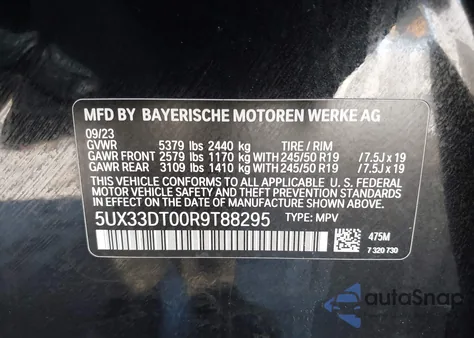 MFD BY BAYERISCHE MOTOREN WERKE AG
09/23
GVWR 5379 lbs 2440 kg TIRE / RIM
GAWR FRONT 2579 lbs 1170 kg WITH 245/50 R19 / 7.5J x 19
GAWR REAR 3109 lbs 1410 kg WITH 245/50 R19 / 7.5J x 19
THIS VEHICLE CONFORMS TO ALL APPLICABLE U. S. FEDERAL
MOTOR VEHICLE SAFETY AND THEFT PREVENTION STANDARDS IN
EFFECT ON THE DATE OF MANUFACTURE SHOWN ABOVE.
5UX33DT00R9T88295 TYPE: MPV
475M
7 320 730
autoSnap